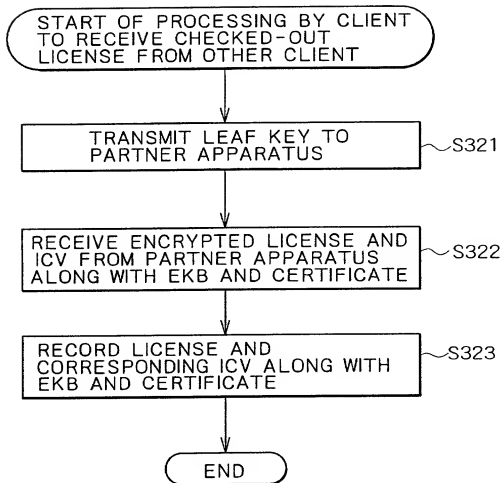 START OF PROCESSING BY CLIENT
TO RECEIVE CHECKED-OUT
LICENSE FROM OTHER CLIENT
TRANSMIT LEAF KEY TO
PARTNER APPARATUS
S321
RECEIVE ENCRYPTED LICENSE AND
ICV FROM PARTNER APPARATUS
ALONG WITH EKB AND CERTIFICATE
S322
RECORD LICENSE AND
CORRESPONDING ICV ALONG WITH
EKB AND CERTIFICATE
S323
END